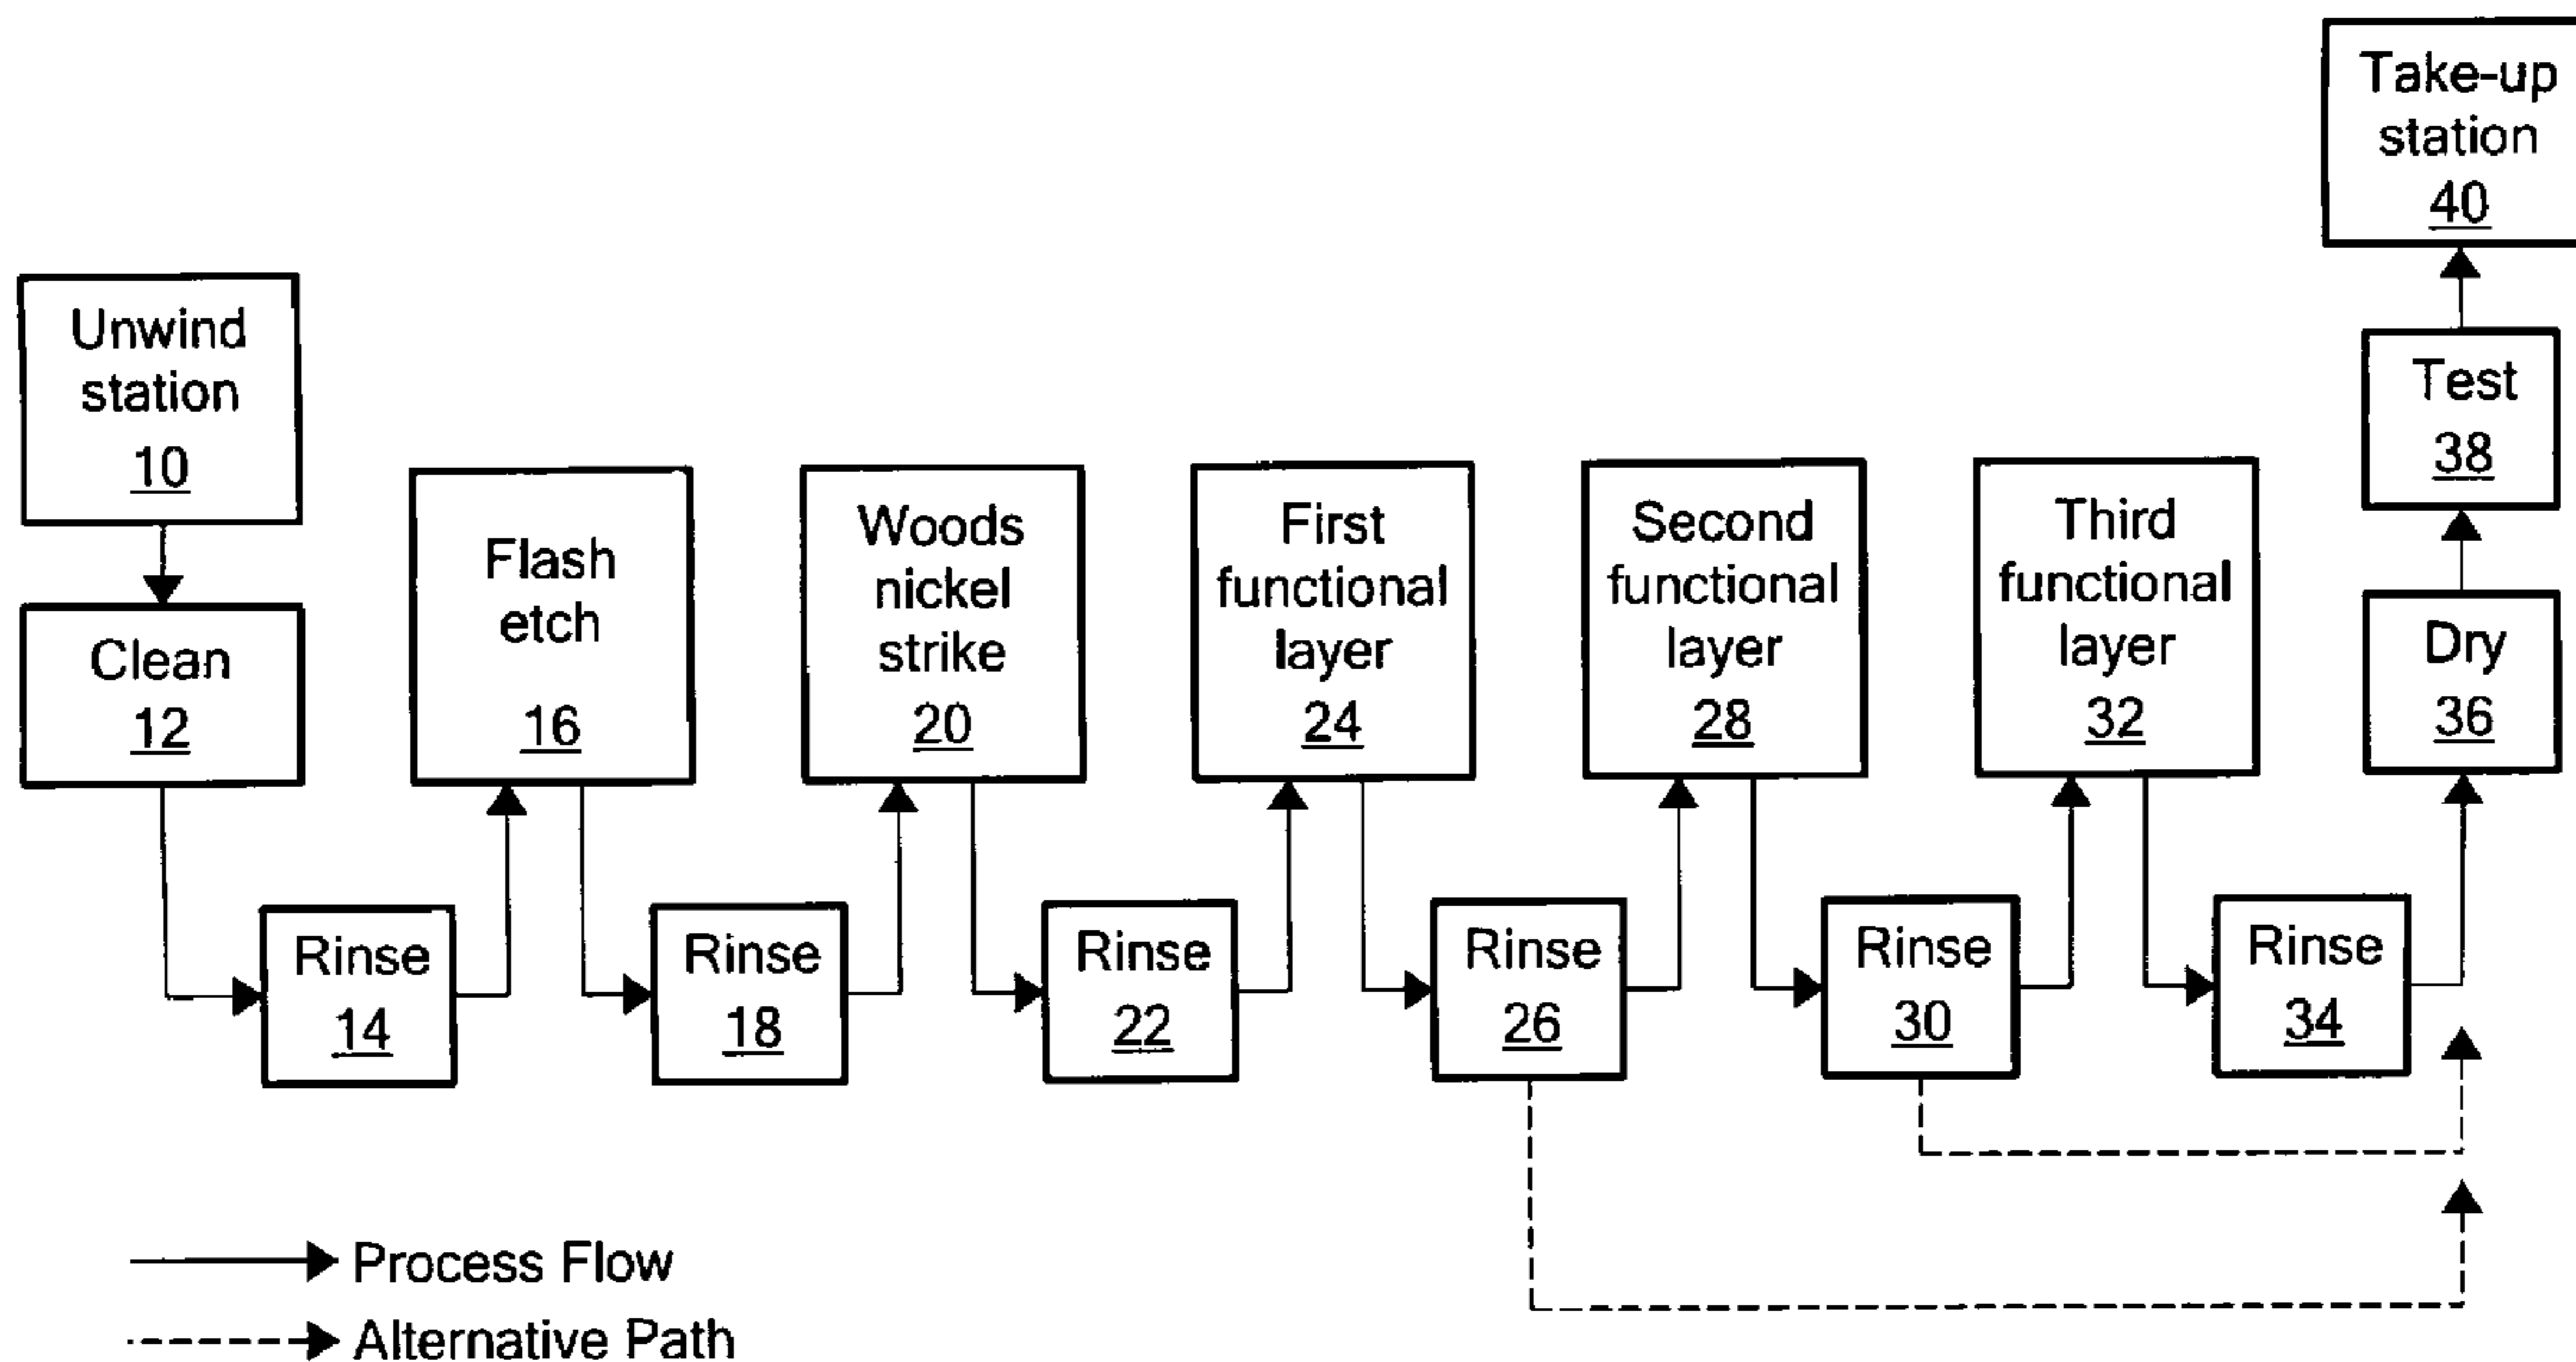 Unwind
station
10
Clean
12
Rinse
14
Flash
etch
16
Rinse
18
Woods
nickel
strike
20
Rinse
22
First
functional
layer
24
Rinse
26
Second
functional
layer
28
Rinse
30
Third
functional
layer
32
Rinse
34
Dry
36
Test
38
Take-up
station
40
Process Flow
Alternative Path